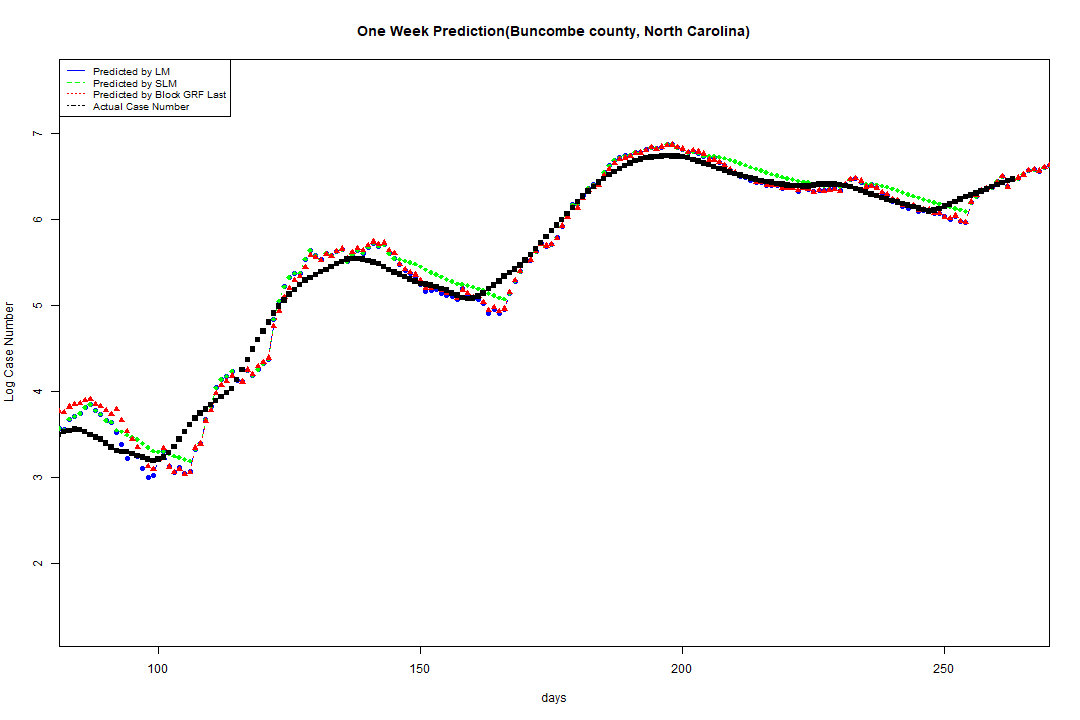 One Week Prediction(Buncombe county, North Carolina)
Predicted by LM
Predicted by SLM
Predicted by Block GRF Last
Actual Case Number
7
6
5
4
3
2
Log Case Number
100 150 200 250
days